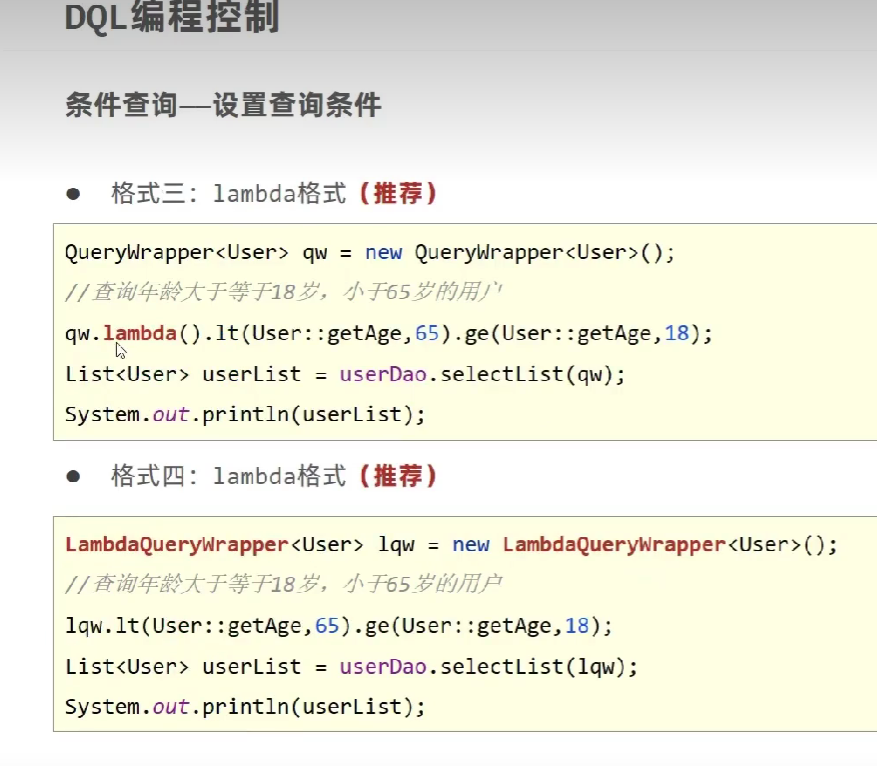 DQL编程控制
条件查询——设置查询条件
● 格式三：lambda格式（推荐）
QueryWrapper<User> qw = new QueryWrapper<User>();
//查询年龄大于等于18岁，小于65岁的用户
qw.lambda().lt(User::getAge,65).ge(User::getAge,18);
List<User> userList = userDao.selectList(qw);
System.out.println(userList);
● 格式四：lambda格式（推荐）
LambdaQueryWrapper<User> lqw = new LambdaQueryWrapper<User>();
//查询年龄大于等于18岁，小于65岁的用户
lqw.lt(User::getAge,65).ge(User::getAge,18);
List<User> userList = userDao.selectList(lqw);
System.out.println(userList);